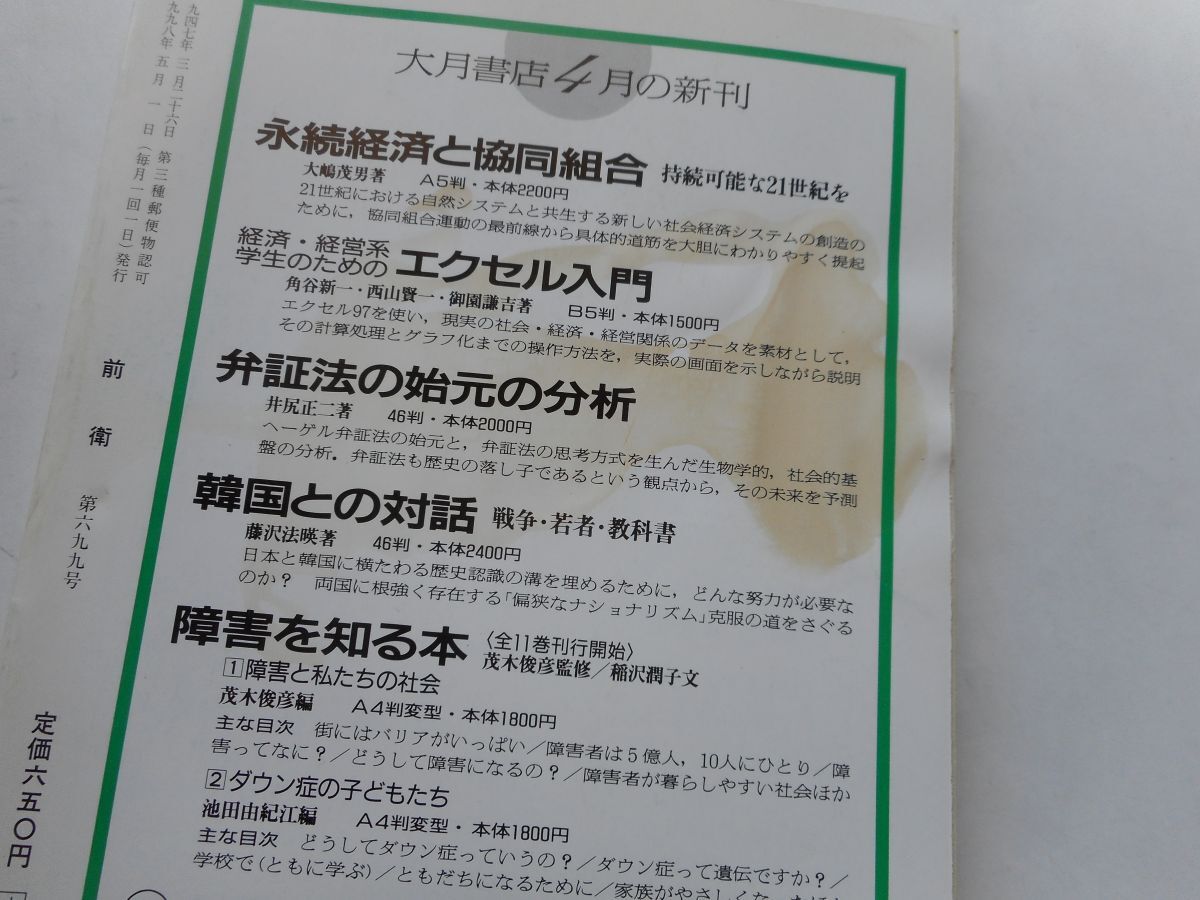 大月書店4月の新刊
永続経済と協同組合 持続可能な21世紀を
大嶋茂男著 A5判・本体2200円
21世紀における自然システムと共生する新しい社会経済システムの創造の
ために，協同組合運動の最前線から具体的道筋を大胆にわかりやすく提起
経済・経営系
学生のための エクセル入門
角谷新一・西山賢一・御園謙吉著 B5判・本体1500円
エクセル97を使い，現実の社会・経済・経営関係のデータを素材として，
その計算処理とグラフ化までの操作方法を，実際の画面を示しながら説明
弁証法の始元の分析
井尻正二著 46判・本体2000円
ヘーゲル弁証法の始元と，弁証法の思考方式を生んだ生物学的，社会的基
盤の分析．弁証法も歴史の落し子であるという観点から，その未来を予測
韓国との対話 戦争・若者・教科書
藤沢法暎著 46判・本体2400円
日本と韓国に横たわる歴史認識の溝を埋めるために，どんな努力が必要な
のか？ 両国に根強く存在する「偏狭なナショナリズム」克服の道をさぐる
障害を知る本 〈全11巻刊行開始〉
茂木俊彦監修／稲沢潤子文
1障害と私たちの社会
茂木俊彦編 A4判変型・本体1800円
主な目次 街にはバリアがいっぱい／障害者は5億人，10人にひとり／障
害ってなに？／どうして障害になるの？／障害者が暮らしやすい社会ほか
2ダウン症の子どもたち
池田由紀江編 A4判変型・本体1800円
主な目次 どうしてダウン症っていうの？／ダウン症って遺伝ですか？／
学校で(ともに学ぶ)／ともだちになるために／家族がやさしくな
九四七年三月二十六日 第三種郵便物認可
九九八年五月一日(毎月一回一日)発行
前衛 第六九九号
定価六五〇円